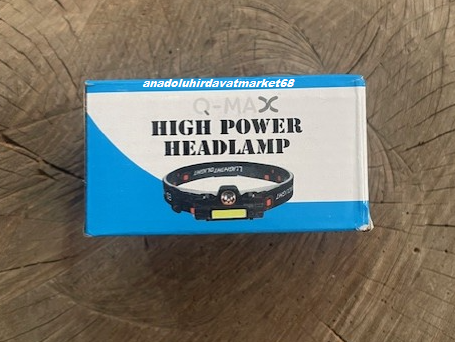 anadoluhirdavatmarket68
Q-MAX
HIGH POWER
HEADLAMP